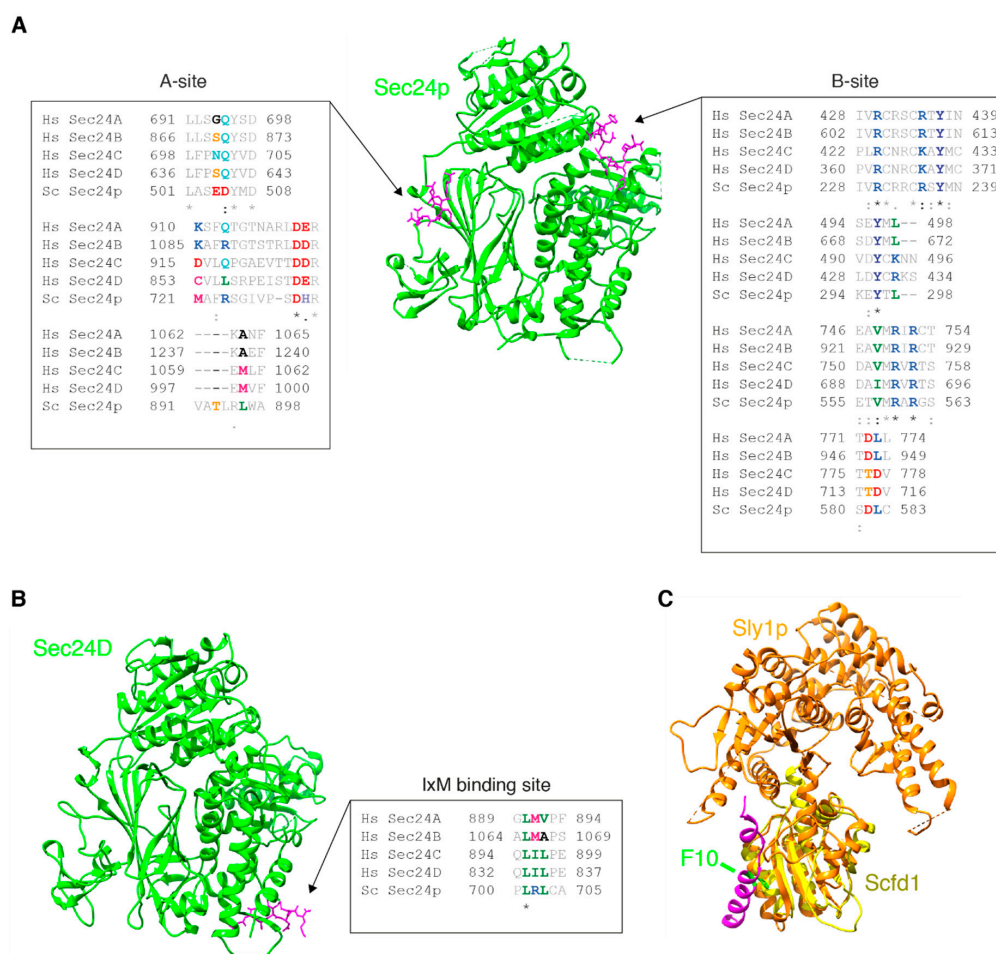 A
A-site
Sec24p
B-site
Hs Sec24A 691 LLSGQYSD 698
Hs Sec24B 866 LLSSQYSD 873
Hs Sec24C 698 LFPNQYVD 705
Hs Sec24D 636 LFPSQYVD 643
Sc Sec24p 501 LASEDYMD 508
* : * *
Hs Sec24A 910 KSFQTGTNARLDER
Hs Sec24B 1085 KAFRTGTSTRLDDR
Hs Sec24C 915 DVLQPGAEVTTDDR
Hs Sec24D 853 CVLLSRPEISTDER
Sc Sec24p 721 MAFRSGIVP-SDHR
: *.*
Hs Sec24A 1062 ----KANF 1065
Hs Sec24B 1237 ----KAEF 1240
Hs Sec24C 1059 ----EMLF 1062
Hs Sec24D 997 ----EMVF 1000
Sc Sec24p 891 VATLRLWA 898
.
Hs Sec24A 428 IVRCRSCRTYIN 439
Hs Sec24B 602 IVRCRSCRTYIN 613
Hs Sec24C 422 PLRCNRCKAYMC 433
Hs Sec24D 360 PVRCNRCKAYMC 371
Sc Sec24p 228 IVRCRRCRSYMN 239
:***. *:.*:
Hs Sec24A 494 SEYML-- 498
Hs Sec24B 668 SDYML-- 672
Hs Sec24C 490 VDYCKNN 496
Hs Sec24D 428 LDYCRKS 434
Sc Sec24p 294 KEYTL-- 298
:*
Hs Sec24A 746 EAVMRIRCT 754
Hs Sec24B 921 EAVMRIRCT 929
Hs Sec24C 750 DAVMRVRTS 758
Hs Sec24D 688 DAIMRVRTS 696
Sc Sec24p 555 ETVMRARGS 563
:::** * :
Hs Sec24A 771 TDLL 774
Hs Sec24B 946 TDLL 949
Hs Sec24C 775 TTDV 778
Hs Sec24D 713 TTDV 716
Sc Sec24p 580 SDLC 583
:
B
Sec24D
IxM binding site
Hs Sec24A 889 GLMVPF 894
Hs Sec24B 1064 ALMAPS 1069
Hs Sec24C 894 QLILPE 899
Hs Sec24D 832 QLILPE 837
Sc Sec24p 700 PLRLCA 705
*
C
Sly1p
F10
Scfd1